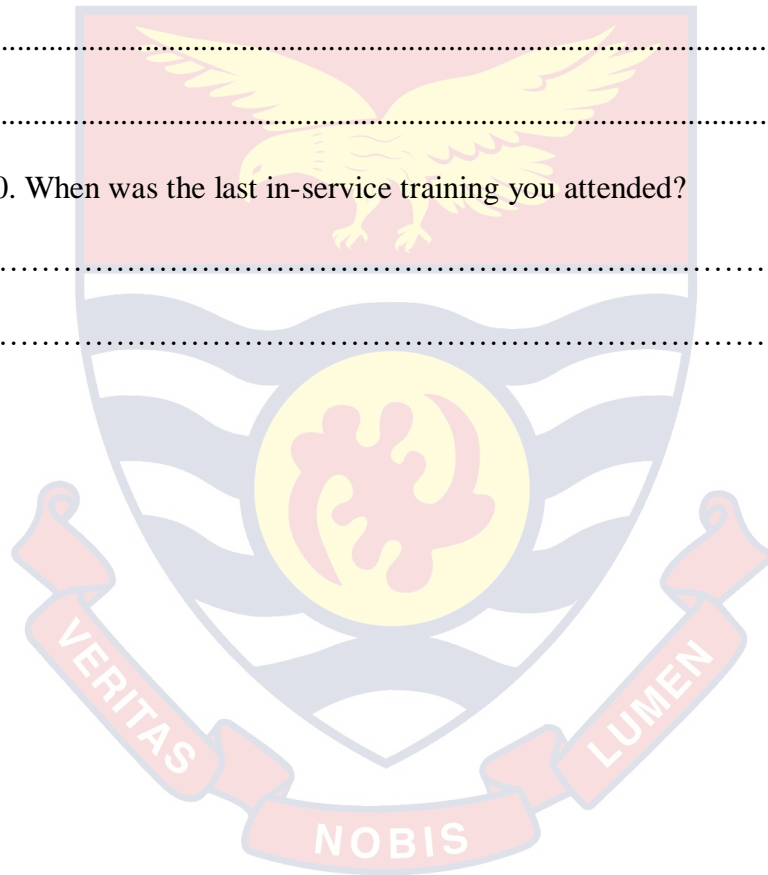 ................................................................................................
................................................................................................
0. When was the last in-service training you attended?
………………………………………………………………………
………………………………………………………………………
VERITAS
NOBIS
LUMEN